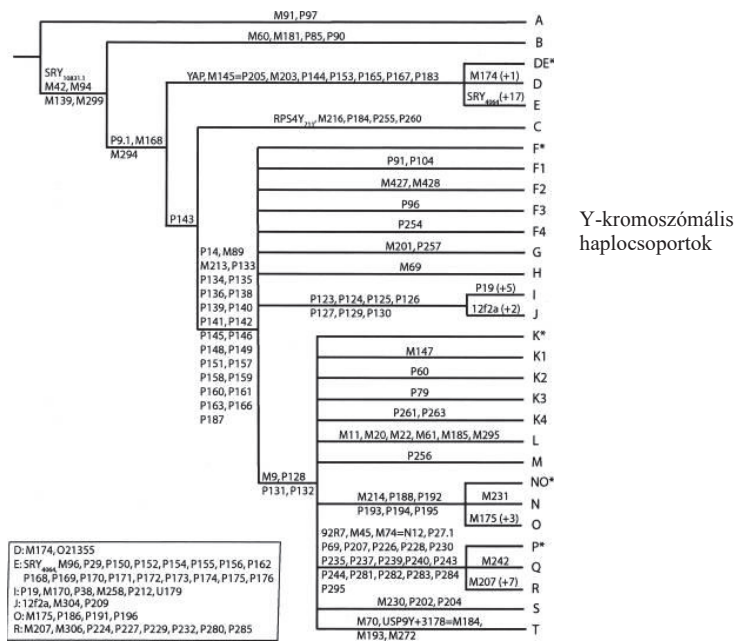 M91, P97
A
M60, M181, P85, P90
B
SRY10831.1
M42, M94
M139, M299
DE*
YAP, M145=P205, M203, P144, P153, P165, P167, P183
M174 (+1)
D
SRY4064(+17)
E
P9.1, M168
M294
RPS4Y711, M216, P184, P255, P260
C
F*
P91, P104
F1
M427, M428
F2
P96
F3
Y-kromoszómális
haplocsoportok
P143
P254
F4
M201, P257
G
M69
H
P14, M89
M213, P133
P134, P135
P136, P138
P139, P140
P141, P142
P145, P146
P148, P149
P151, P157
P158, P159
P160, P161
P163, P166
P187
P123, P124, P125, P126
P127, P129, P130
P19 (+5)
I
12f2a (+2)
J
K*
M147
K1
P60
K2
P79
K3
P261, P263
K4
M11, M20, M22, M61, M185, M295
L
P256
M
M9, P128
P131, P132
NO*
M214, P188, P192
P193, P194, P195
M231
N
M175 (+3)
O
92R7, M45, M74=N12, P27.1
P69, P207, P226, P228, P230
P235, P237, P239, P240, P243
P244, P281, P282, P283, P284
P295
P*
M242
Q
M207 (+7)
R
M230, P202, P204
S
M70, USP9Y+3178=M184,
M193, M272
T
D: M174, O21355
E: SRY4064, M96, P29, P150, P152, P154, P155, P156, P162
P168, P169, P170, P171, P172, P173, P174, P175, P176
I: P19, M170, P38, M258, P212, U179
J: 12f2a, M304, P209
O: M175, P186, P191, P196
R: M207, M306, P224, P227, P229, P232, P280, P285